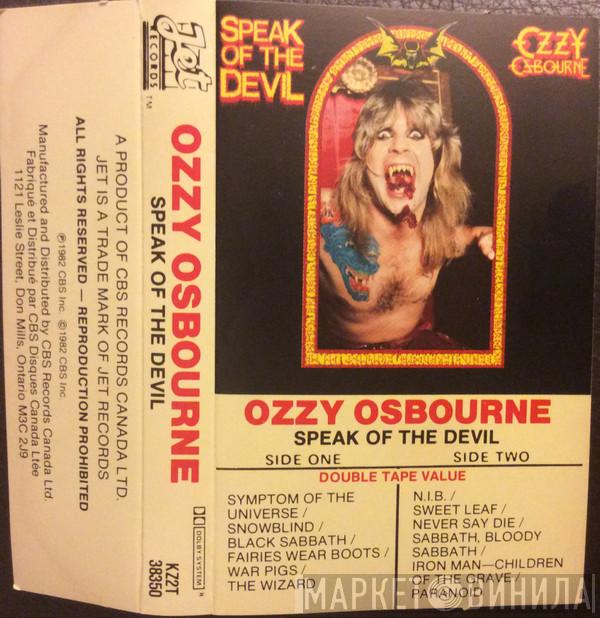 Jet
RECORDS
TM
A PRODUCT OF CBS RECORDS CANADA LTD.
JET IS A TRADE MARK OF JET RECORDS
ALL RIGHTS RESERVED — REPRODUCTION PROHIBITED
℗1982 CBS Inc. ©1982 CBS Inc.
Manufactured and Distributed by CBS Records Canada Ltd.
Fabriqué et Distribué par CBS Disques Canada Ltée
1121 Leslie Street, Don Mills, Ontario M3C 2J9
OZZY OSBOURNE
SPEAK OF THE DEVIL
DOLBY SYSTEM
R
KZ2T
38350
SPEAK
OF THE
DEVIL
OZZY
OSBOURNE
OZZY OSBOURNE
SPEAK OF THE DEVIL
SIDE ONE
SIDE TWO
DOUBLE TAPE VALUE
SYMPTOM OF THE
UNIVERSE /
SNOWBLIND /
BLACK SABBATH /
FAIRIES WEAR BOOTS /
WAR PIGS /
THE WIZARD
N.I.B. /
SWEET LEAF /
NEVER SAY DIE /
SABBATH, BLOODY
SABBATH /
IRON MAN—CHILDREN
OF THE GRAVE /
PARANOID
МАРКЕТ ВИНИЛА